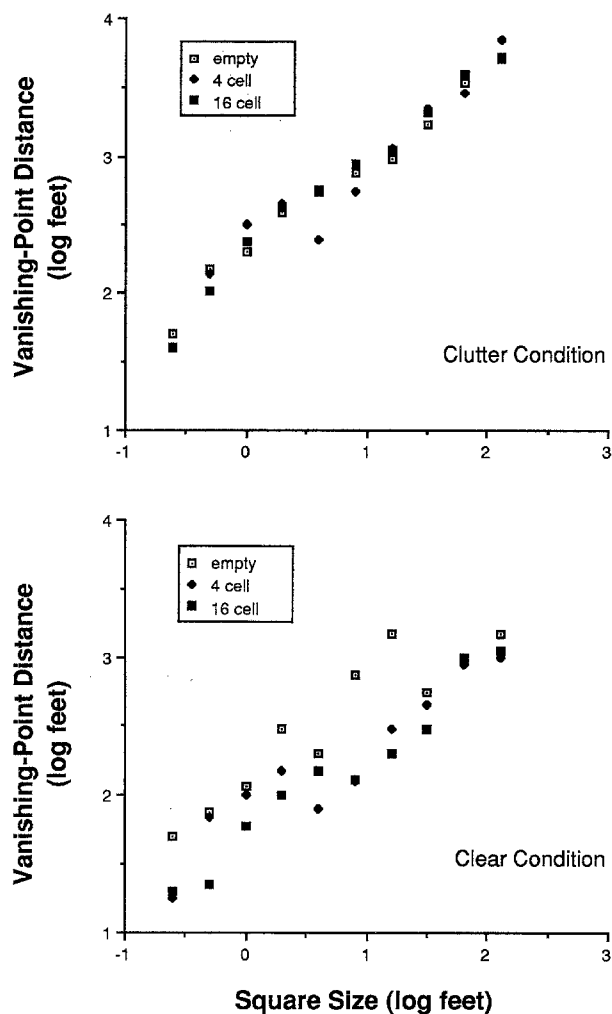 4
empty
4 cell
16 cell
3
Vanishing-Point Distance
(log feet)
2
Clutter Condition
1
-1 0 1 2 3
4
empty
4 cell
16 cell
3
Vanishing-Point Distance
(log feet)
2
Clear Condition
1
-1 0 1 2 3
Square Size (log feet)